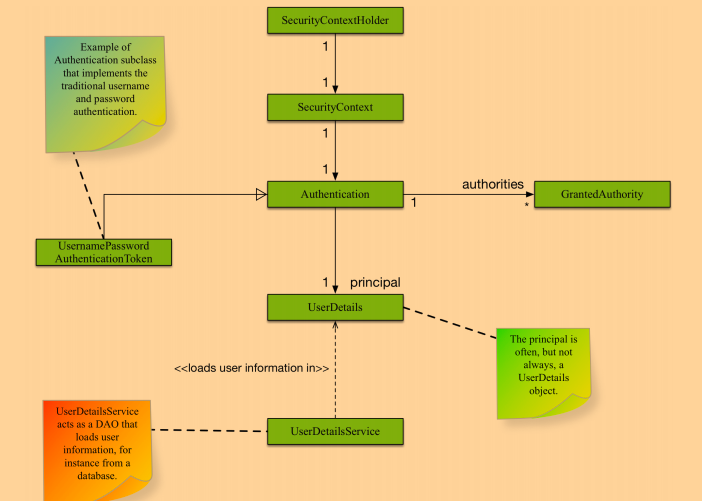 SecurityContextHolder
1
Example of
Authentication subclass
that implements the
traditional username
and password
authentication.
1
SecurityContext
1
1
Authentication
authorities
1
*
GrantedAuthority
UsernamePassword
AuthenticationToken
1
principal
UserDetails
The principal is
often, but not
always, a
UserDetails
object.
<<loads user information in>>
UserDetailsService
acts as a DAO that
loads user
information, for
instance from a
database.
UserDetailsService